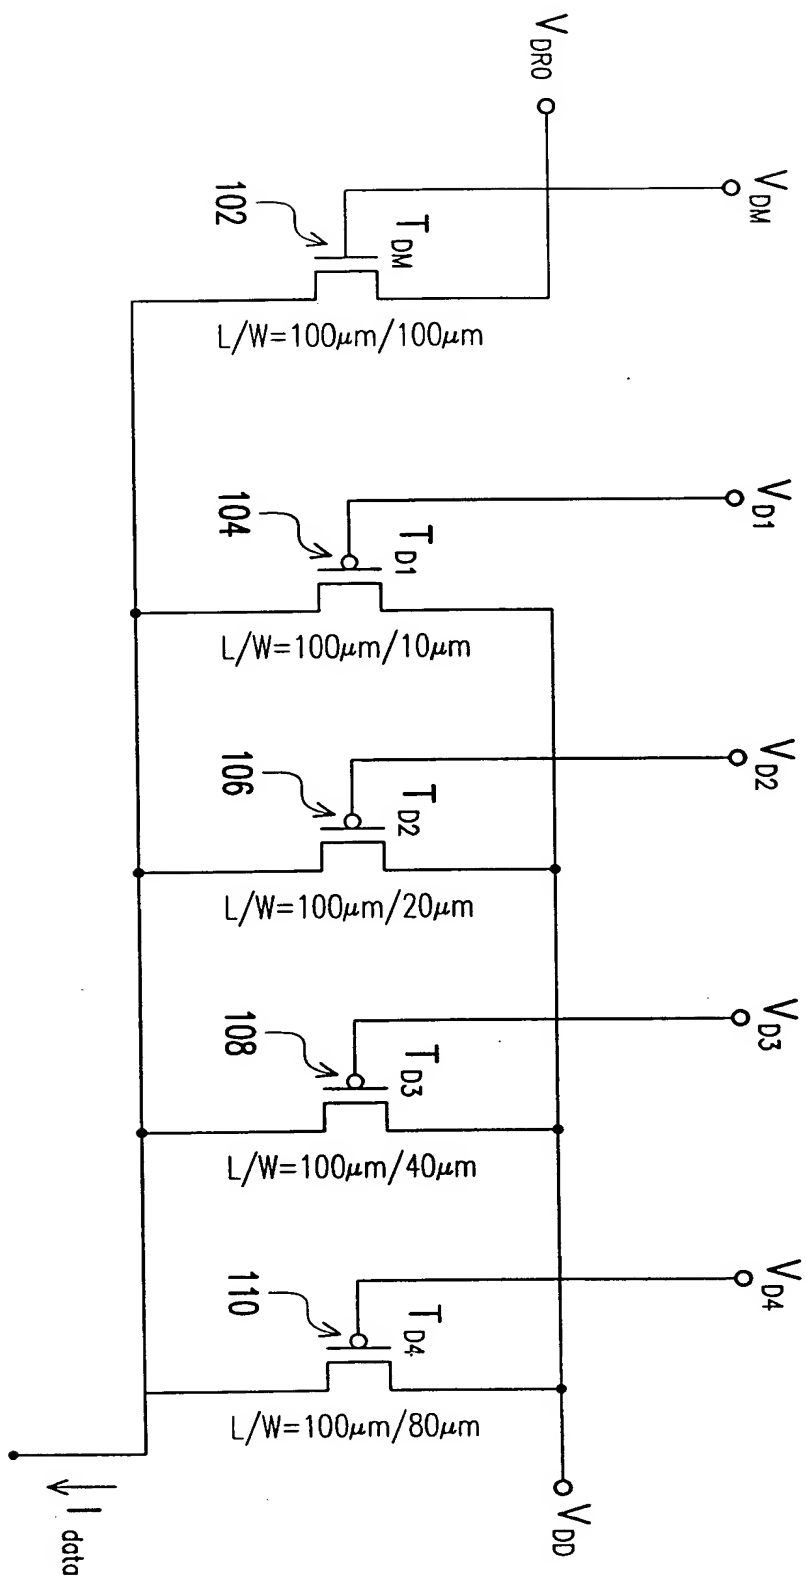 V_DRO
V_DM
T_DM
102
L/W=100μm/100μm
V_D1
T_D1
104
L/W=100μm/10μm
V_D2
T_D2
106
L/W=100μm/20μm
V_D3
T_D3
108
L/W=100μm/40μm
V_D4
T_D4
110
L/W=100μm/80μm
V_DD
I_data